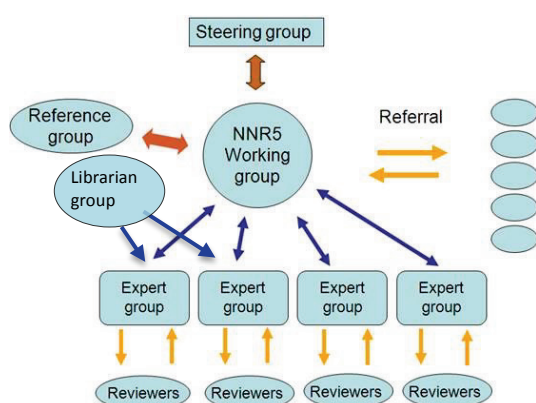 Steering group
Reference
group
NNR5
Working
group
Referral
Librarian
group
Expert
group
Expert
group
Expert
group
Expert
group
Reviewers
Reviewers
Reviewers
Reviewers